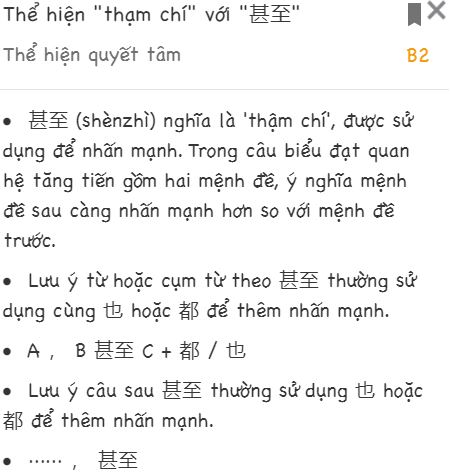 Thể hiện "thạm chí" với "甚至"
Thể hiện quyết tâm B2
• 甚至 (shènzhì) nghĩa là 'thậm chí', được sử
dụng để nhấn mạnh. Trong câu biểu đạt quan
hệ tăng tiến gồm hai mệnh đề, ý nghĩa mệnh
đề sau càng nhấn mạnh hơn so với mệnh đề
trước.
• Lưu ý từ hoặc cụm từ theo 甚至 thường sử
dụng cùng 也 hoặc 都 để thêm nhấn mạnh.
• A ， B 甚至 C + 都 / 也
• Lưu ý câu sau 甚至 thường sử dụng 也 hoặc
都 để thêm nhấn mạnh.
• …… ， 甚至